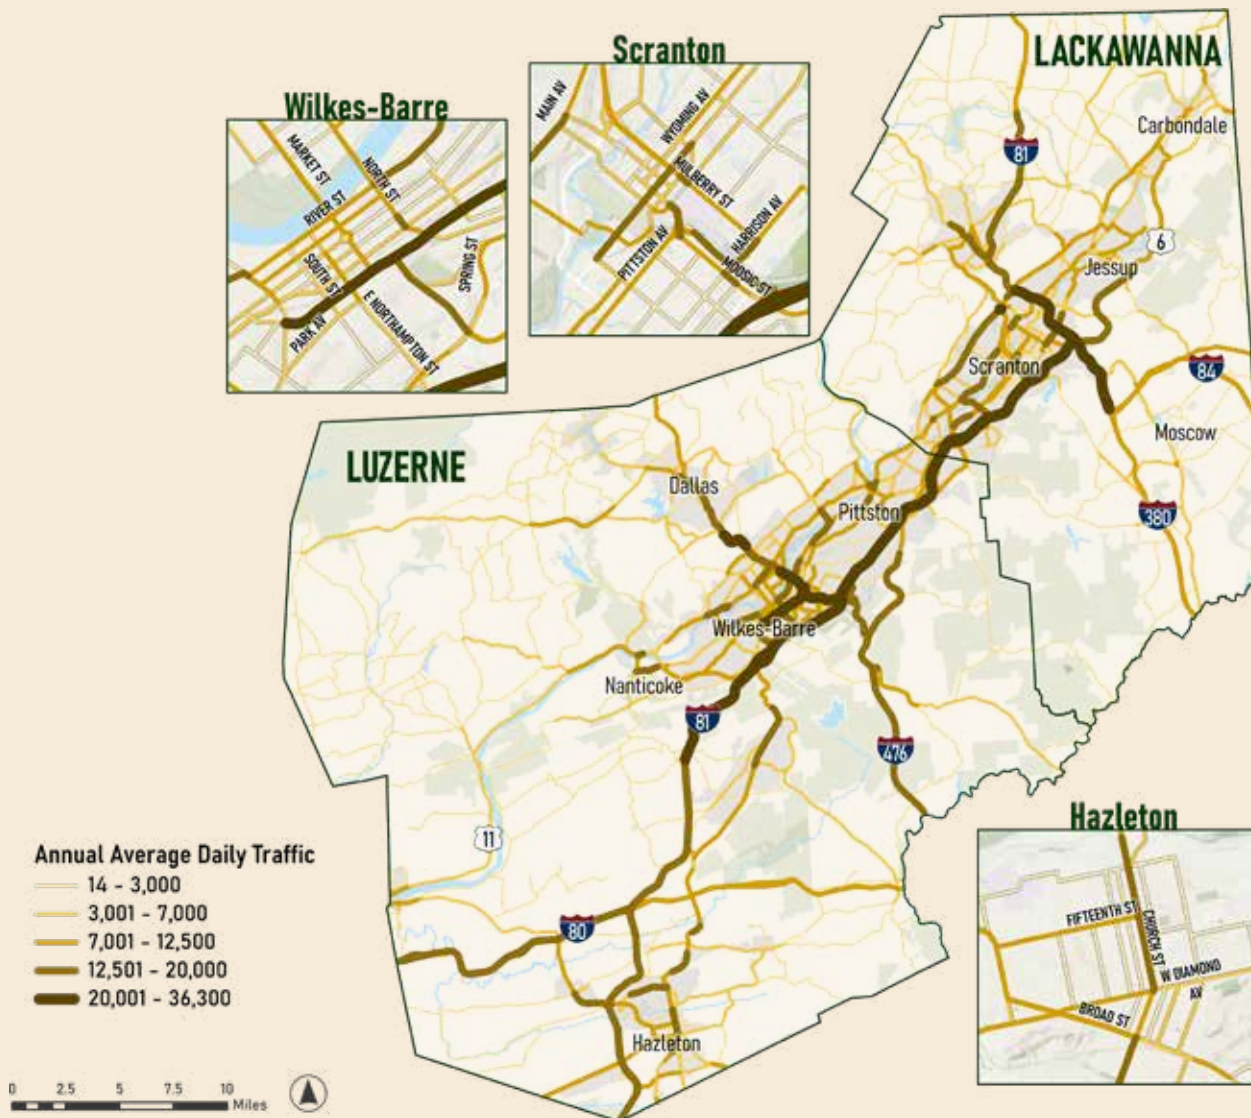 LACKAWANNA
Scranton
Wilkes-Barre
MAIN AV
WYOMING AV
MULBERRY ST
HARRISON AV
PITTSTON AV
MOOSIC ST
MARKET ST
NORTH ST
RIVER ST
SOUTH ST
SPRING ST
PARK AV
E NORTHAMPTON ST
Carbondale
81
6
Jessup
Scranton
84
Moscow
380
LUZERNE
Dallas
Pittston
Wilkes-Barre
Nanticoke
81
476
11
80
Hazleton
Hazleton
FIFTEENTH ST
CHURCH ST
W DIAMOND
AV
BROAD ST
Annual Average Daily Traffic
14 - 3,000
3,001 - 7,000
7,001 - 12,500
12,501 - 20,000
20,001 - 36,300
0 2.5 5 7.5 10
Miles